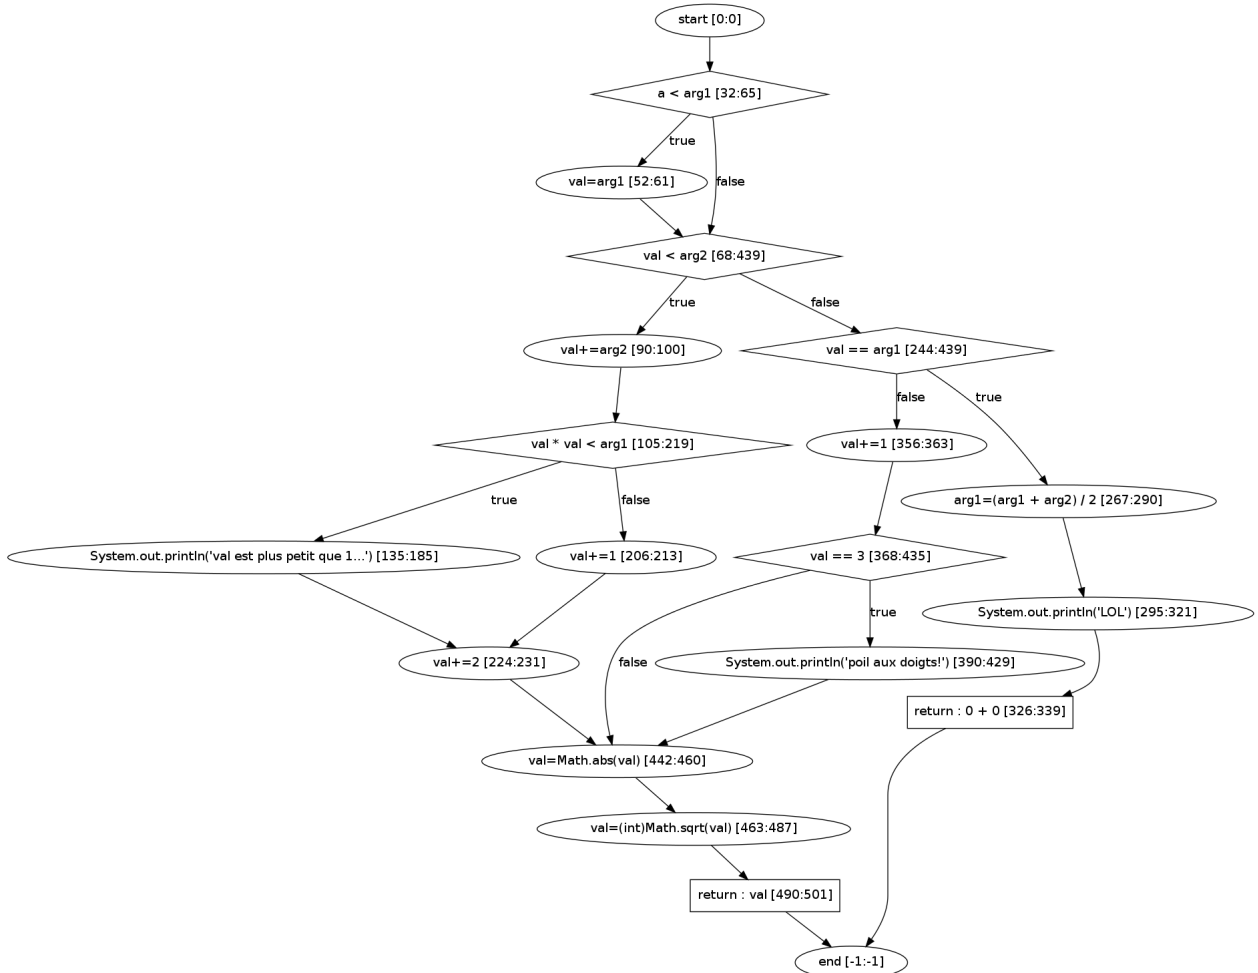 start [0:0]
a < arg1 [32:65]
true
val=arg1 [52:61]
false
val < arg2 [68:439]
true
false
val+=arg2 [90:100]
val == arg1 [244:439]
false
true
val * val < arg1 [105:219]
val+=1 [356:363]
true
false
arg1=(arg1 + arg2) / 2 [267:290]
System.out.println('val est plus petit que 1...') [135:185]
val+=1 [206:213]
val == 3 [368:435]
true
System.out.println('LOL') [295:321]
val+=2 [224:231]
false
System.out.println('poil aux doigts!') [390:429]
return : 0 + 0 [326:339]
val=Math.abs(val) [442:460]
val=(int)Math.sqrt(val) [463:487]
return : val [490:501]
end [-1:-1]